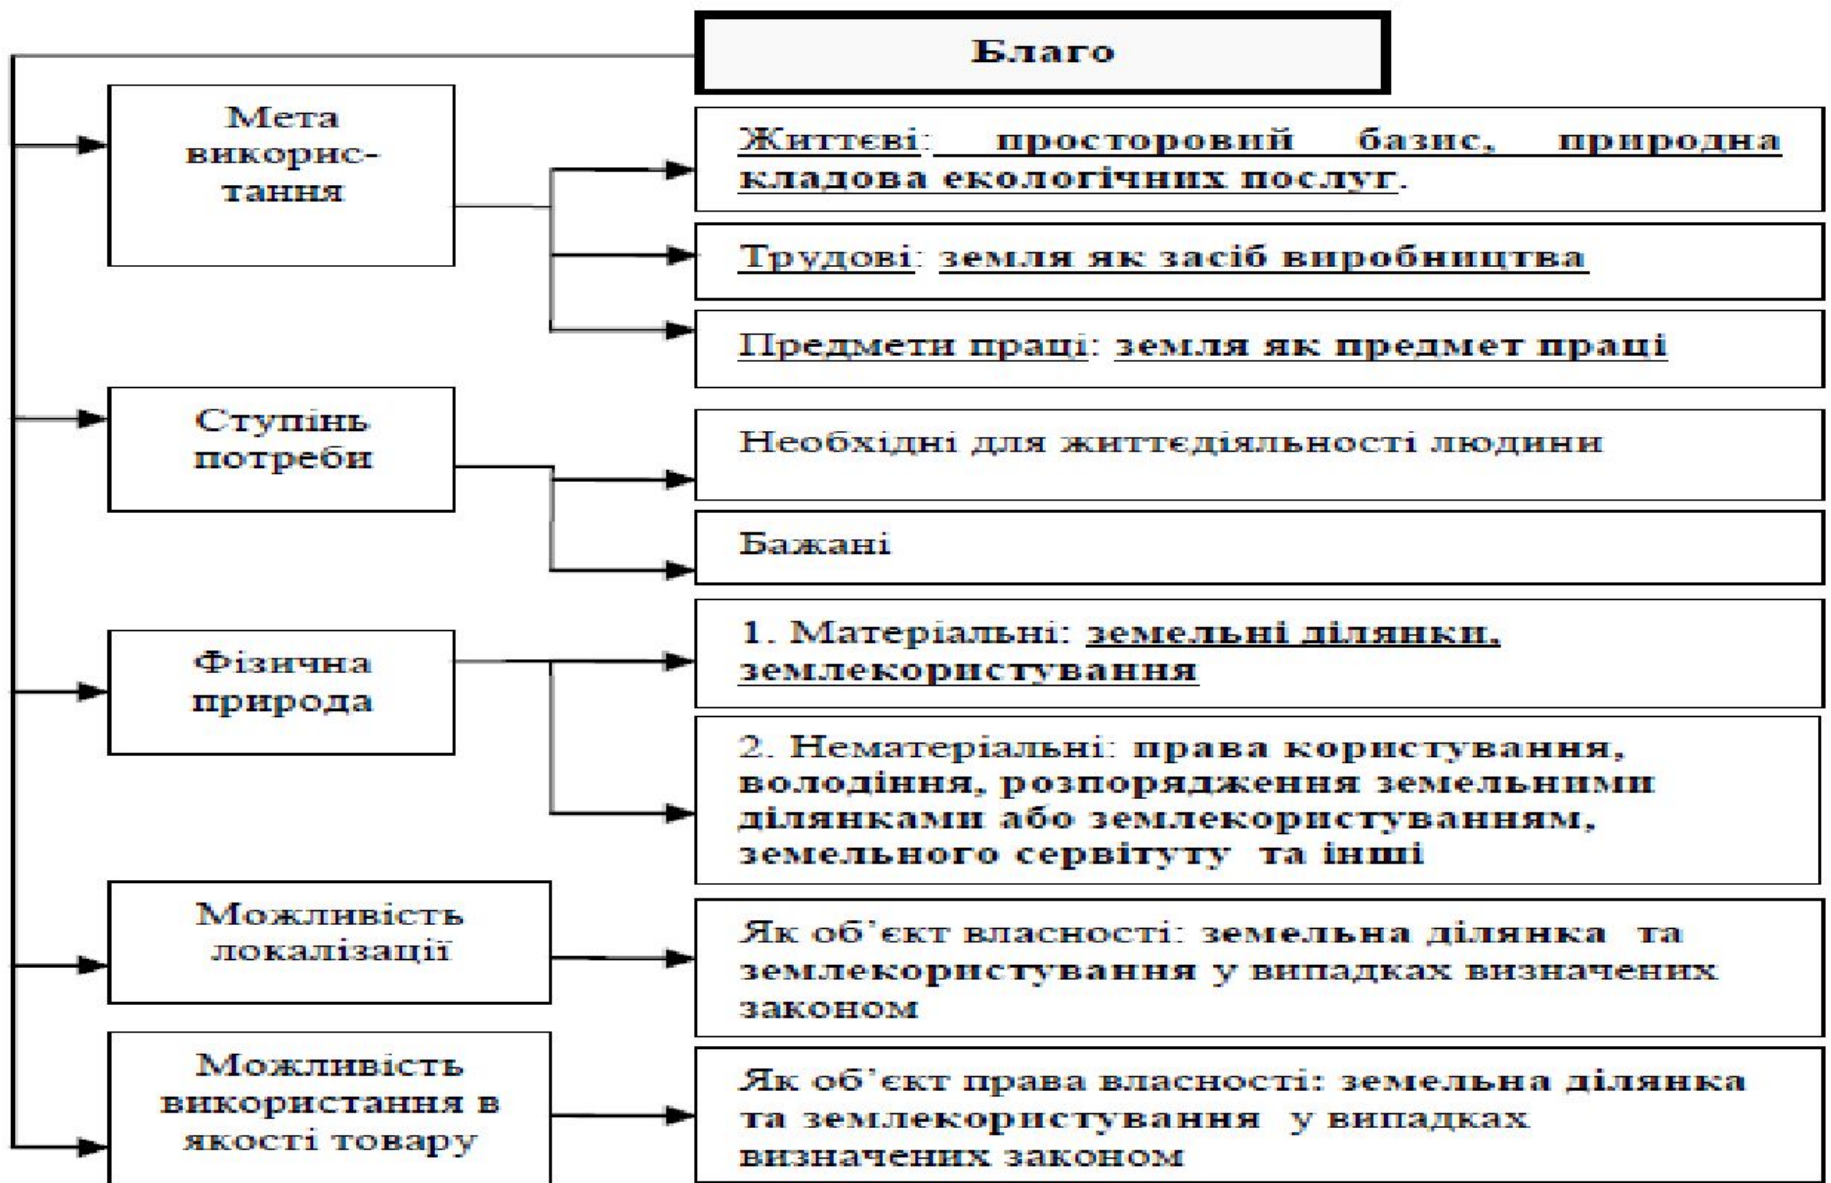 Благо
Мета
викорис-
тання
Життєві: просторовий базис, природна
кладова екологічних послуг.
Трудові: земля як засіб виробництва
Предмети праці: земля як предмет праці
Ступінь
потреби
Необхідні для життєдіяльності людини
Бажані
Фізична
природа
1. Матеріальні: земельні ділянки,
землекористування
2. Нематеріальні: права користування,
володіння, розпорядження земельними
ділянками або землекористуванням,
земельного сервітуту та інші
Можливість
локалізації
Як об’єкт власності: земельна ділянка та
землекористування у випадках визначених
законом
Можливість
використання в
якості товару
Як об’єкт права власності: земельна ділянка
та землекористування у випадках
визначених законом